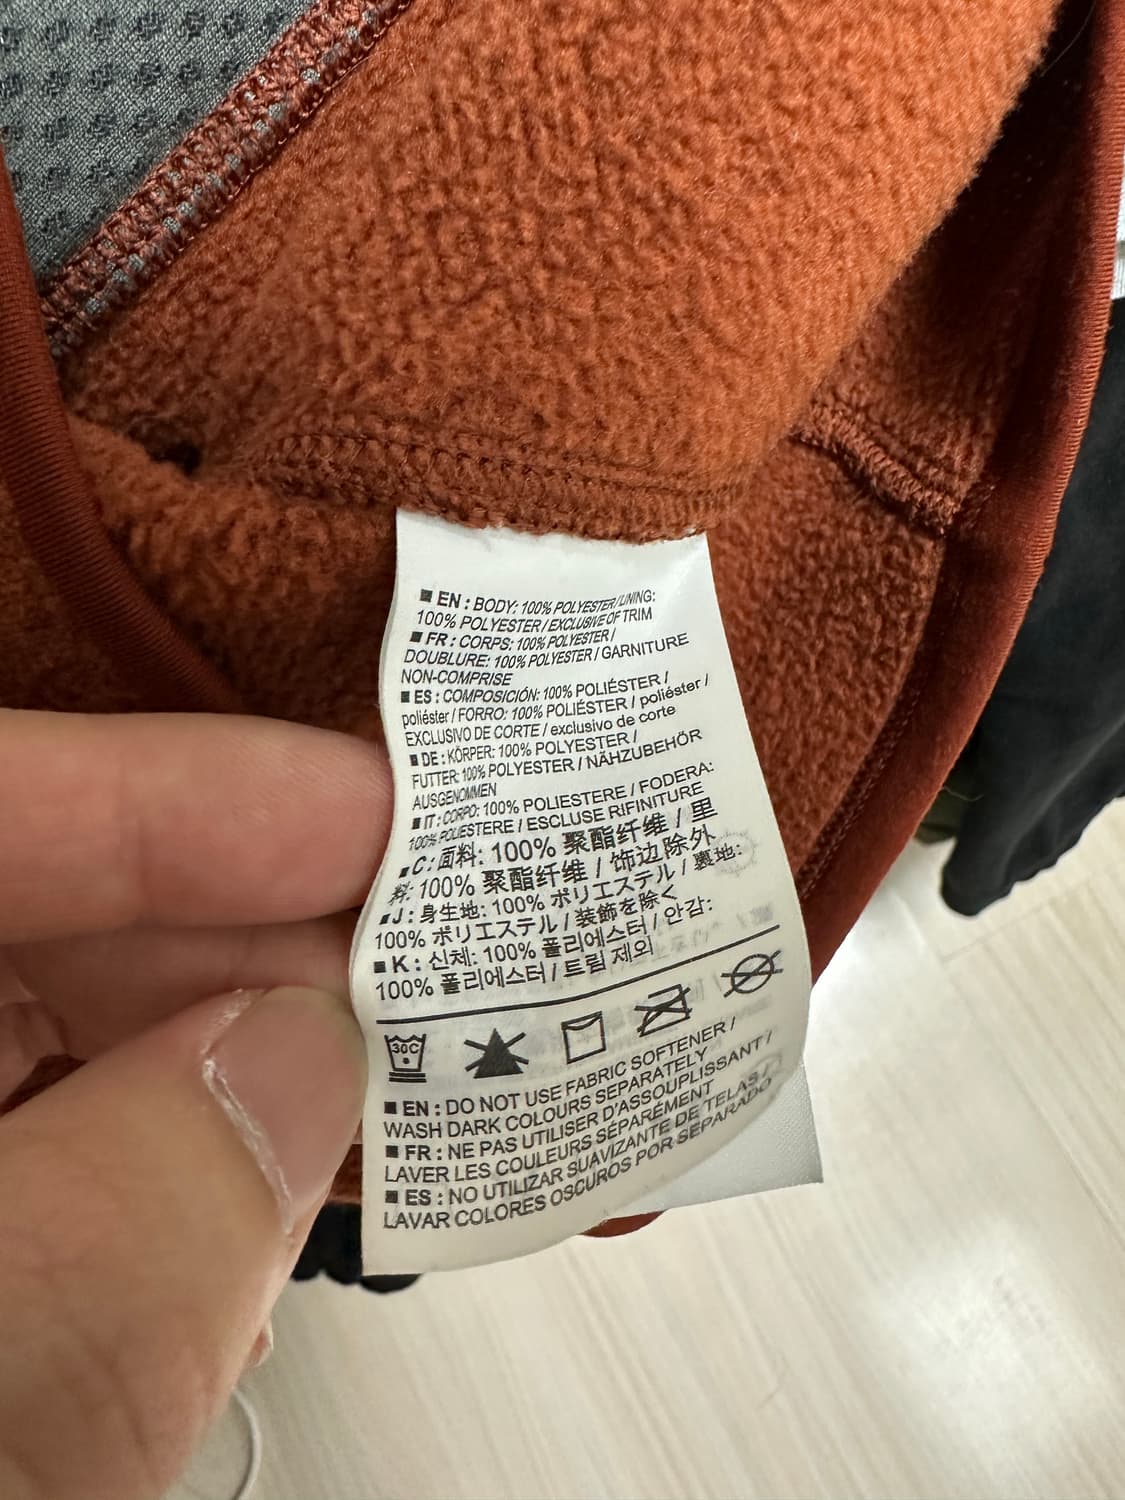 ■ EN : BODY: 100% POLYESTER/LINING:
100% POLYESTER / EXCLUSIVE OF TRIM
■ FR : CORPS: 100% POLYESTER /
DOUBLURE: 100% POLYESTER / GARNITURE
NON-COMPRISE
■ ES : COMPOSICIÓN: 100% POLIÉSTER /
poliéster / FORRO: 100% POLIÉSTER / poliéster /
EXCLUSIVO DE CORTE / exclusivo de corte
■ DE : KÖRPER: 100% POLYESTER /
FUTTER: 100% POLYESTER / NÄHZUBEHÖR
AUSGENOMMEN
■ IT : CORPO: 100% POLIESTERE / FODERA:
100% POLIESTERE / ESCLUSE RIFINITURE
■ C : 面料: 100% 聚酯纤维 / 里
料: 100% 聚酯纤维 / 饰边除外
■ J : 身生地: 100% ポリエステル / 裏地:
100% ポリエステル / 装飾を除く
■ K : 신체: 100% 폴리에스터 / 안감:
100% 폴리에스터 / 트림 제외
30C
■ EN : DO NOT USE FABRIC SOFTENER /
WASH DARK COLOURS SEPARATELY
■ FR : NE PAS UTILISER D'ASSOUPLISSANT /
LAVER LES COULEURS SÉPARÉMENT
■ ES : NO UTILIZAR SUAVIZANTE DE TELAS /
LAVAR COLORES OSCUROS POR SEPARADO